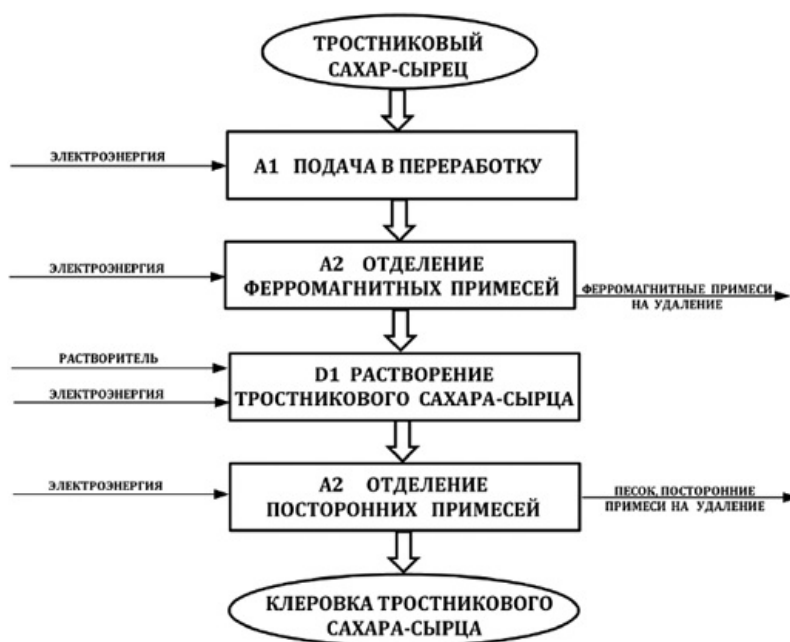 ТРОСТНИКОВЫЙ
САХАР-СЫРЕЦ
ЭЛЕКТРОЭНЕРГИЯ
А1 ПОДАЧА В ПЕРЕРАБОТКУ
ЭЛЕКТРОЭНЕРГИЯ
А2 ОТДЕЛЕНИЕ
ФЕРРОМАГНИТНЫХ ПРИМЕСЕЙ
ФЕРРОМАГНИТНЫЕ ПРИМЕСИ
НА УДАЛЕНИЕ
РАСТВОРИТЕЛЬ
ЭЛЕКТРОЭНЕРГИЯ
D1 РАСТВОРЕНИЕ
ТРОСТНИКОВОГО САХАРА-СЫРЦА
ЭЛЕКТРОЭНЕРГИЯ
А2 ОТДЕЛЕНИЕ
ПОСТОРОННИХ ПРИМЕСЕЙ
ПЕСОК, ПОСТОРОННИЕ
ПРИМЕСИ НА УДАЛЕНИЕ
КЛЕРОВКА ТРОСТНИКОВОГО
САХАРА-СЫРЦА